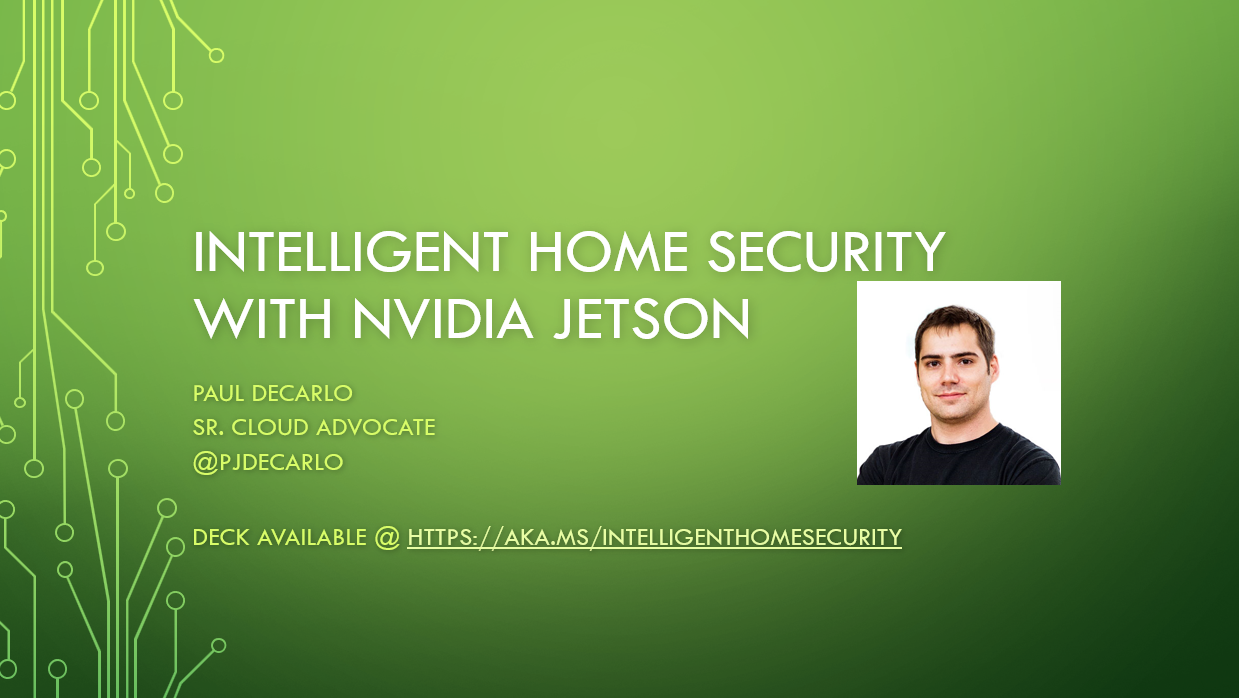 INTELLIGENT HOME SECURITY
WITH NVIDIA JETSON
PAUL DECARLO
SR. CLOUD ADVOCATE
@PJDECARLO
DECK AVAILABLE @ HTTPS://AKA.MS/INTELLIGENTHOMESECURITY